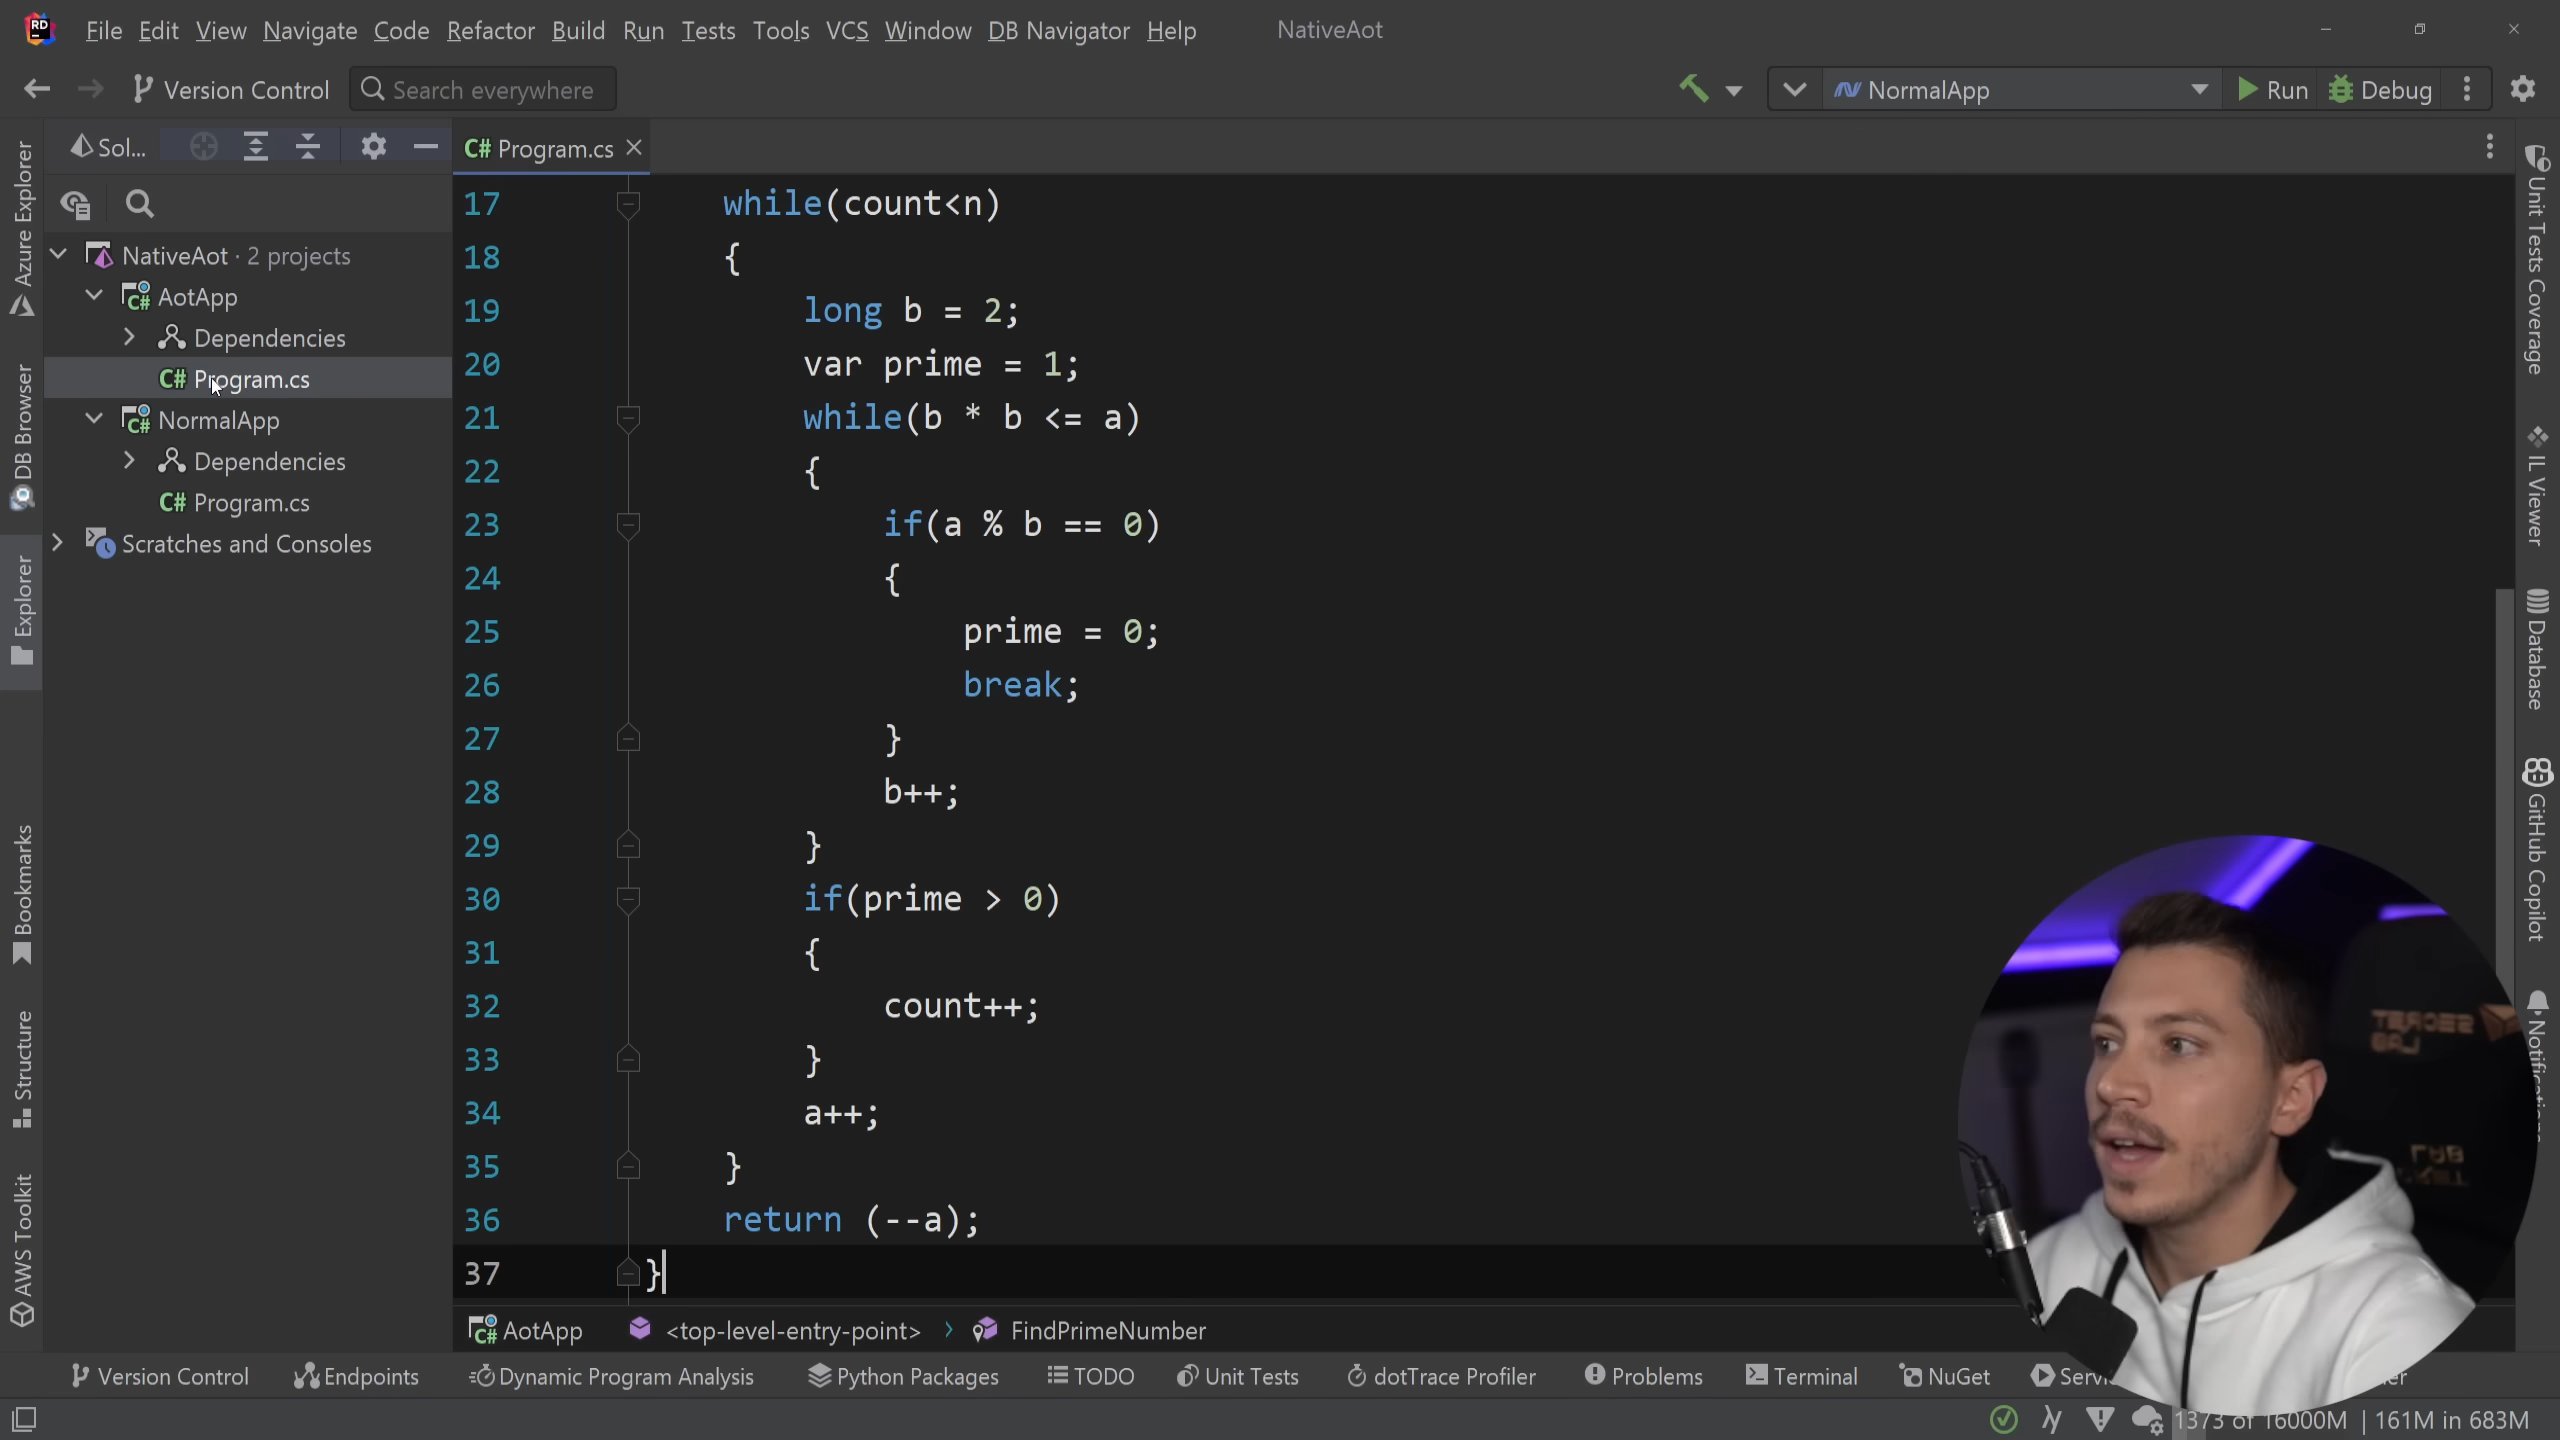 RD
File Edit View Navigate Code Refactor Build Run Tests Tools VCS Window DB Navigator Help NativeAot
Version Control Search everywhere NormalApp Run Debug
Sol... C# Program.cs
NativeAot · 2 projects
C# AotApp
Dependencies
C# Program.cs
C# NormalApp
Dependencies
C# Program.cs
Scratches and Consoles
Azure Explorer
DB Browser
Explorer
Bookmarks
Structure
AWS Toolkit
17 while(count<n)
18 {
19 long b = 2;
20 var prime = 1;
21 while(b * b <= a)
22 {
23 if(a % b == 0)
24 {
25 prime = 0;
26 break;
27 }
28 b++;
29 }
30 if(prime > 0)
31 {
32 count++;
33 }
34 a++;
35 }
36 return (--a);
37 }
Unit Tests Coverage
IL Viewer
Database
GitHub Copilot
Notifications
C# AotApp <top-level-entry-point> › FindPrimeNumber
Version Control Endpoints Dynamic Program Analysis Python Packages TODO Unit Tests dotTrace Profiler Problems Terminal NuGet
1373 of 16000M | 161M in 683M